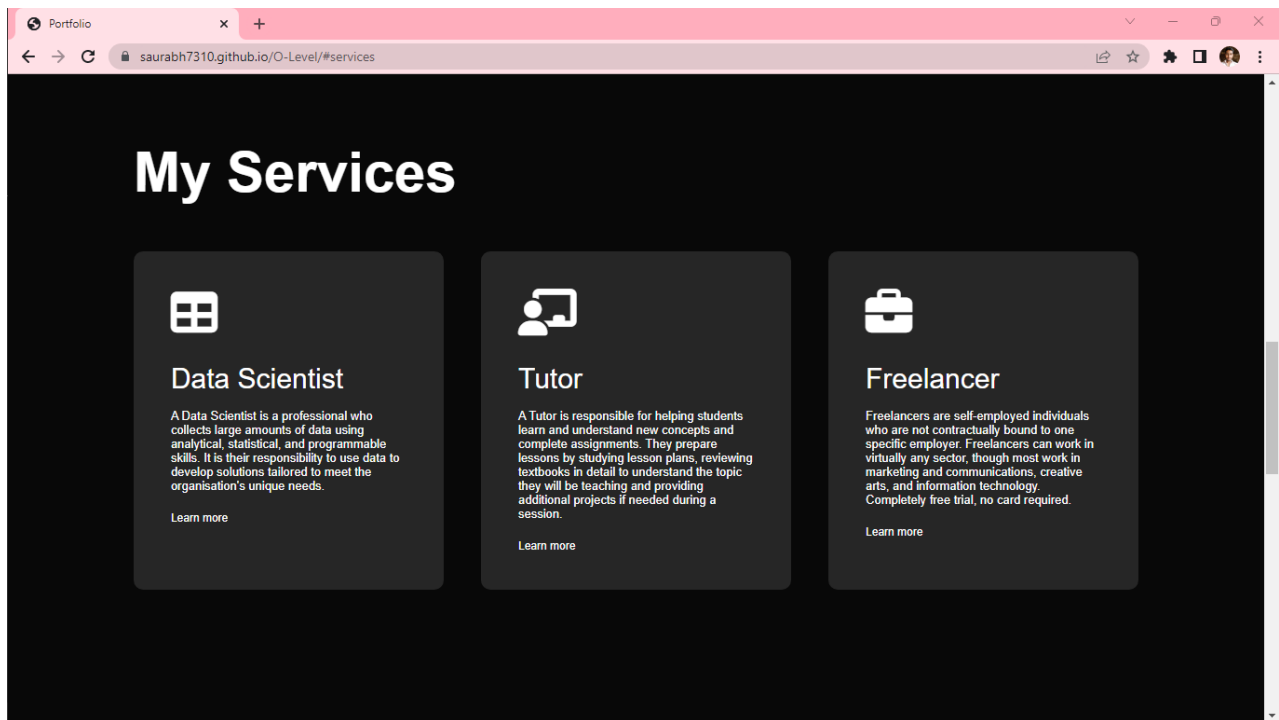 Portfolio
saurabh7310.github.io/O-Level/#services
My Services
Data Scientist
A Data Scientist is a professional who
collects large amounts of data using
analytical, statistical, and programmable
skills. It is their responsibility to use data to
develop solutions tailored to meet the
organisation's unique needs.
Learn more
Tutor
A Tutor is responsible for helping students
learn and understand new concepts and
complete assignments. They prepare
lessons by studying lesson plans, reviewing
textbooks in detail to understand the topic
they will be teaching and providing
additional projects if needed during a
session.
Learn more
Freelancer
Freelancers are self-employed individuals
who are not contractually bound to one
specific employer. Freelancers can work in
virtually any sector, though most work in
marketing and communications, creative
arts, and information technology.
Completely free trial, no card required.
Learn more